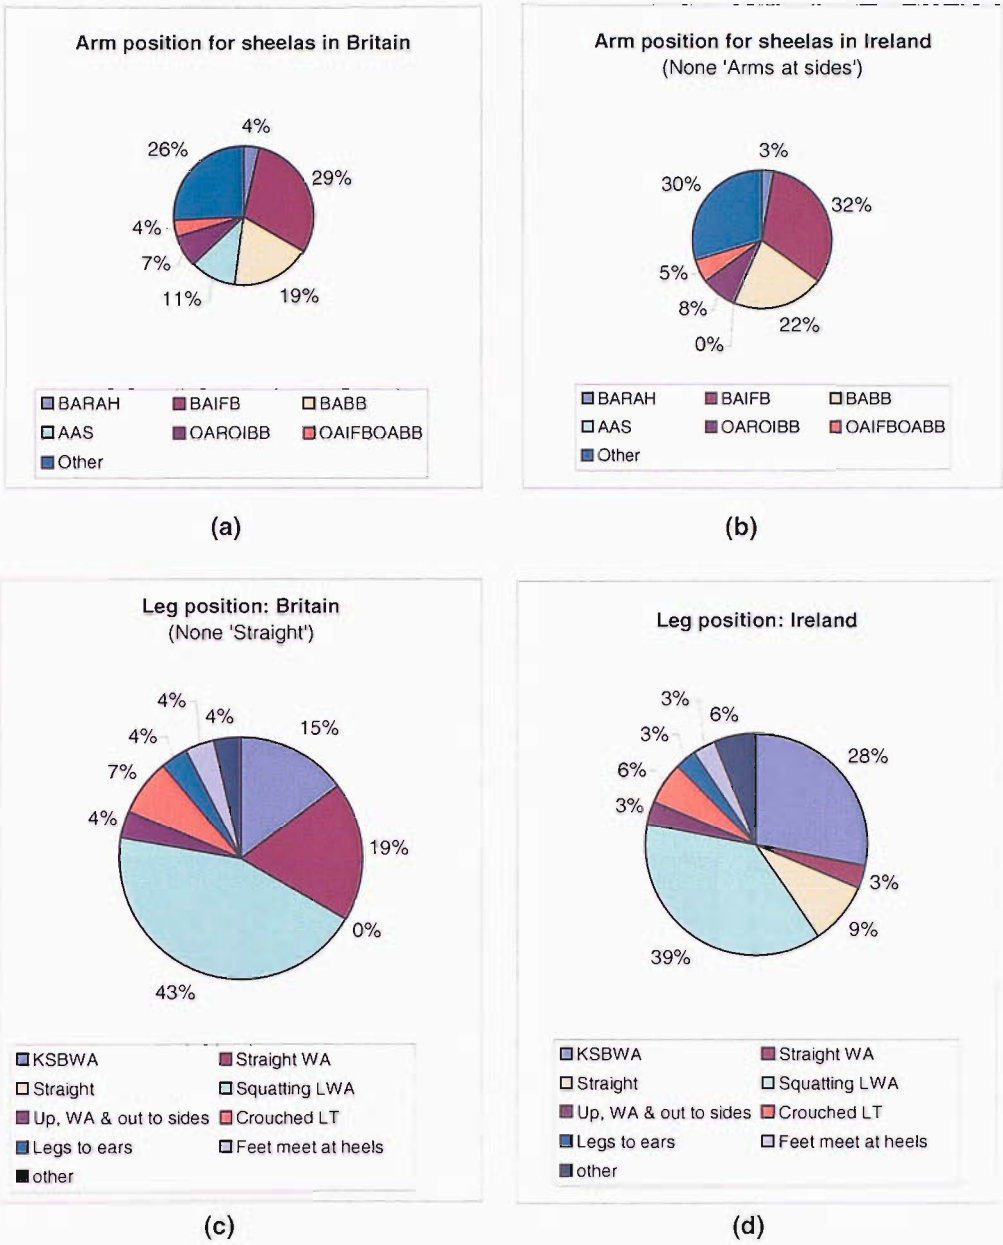 Arm position for sheelas in Britain
4%
26%
29%
4%
7%
11%
19%
BARAH BAIFB BABB
AAS OAROIBB OAIFBOABB
Other
(a)
Arm position for sheelas in Ireland
(None 'Arms at sides')
3%
30%
32%
5%
8%
0%
22%
BARAH BAIFB BABB
AAS OAROIBB OAIFBOABB
Other
(b)
Leg position: Britain
(None 'Straight')
4%
4%
15%
4%
7%
4%
19%
0%
43%
KSBWA Straight WA
Straight Squatting LWA
Up, WA & out to sides Crouched LT
Legs to ears Feet meet at heels
other
(c)
Leg position: Ireland
3%
6%
3%
28%
6%
3%
3%
9%
39%
KSBWA Straight WA
Straight Squatting LWA
Up, WA & out to sides Crouched LT
Legs to ears Feet meet at heels
other
(d)